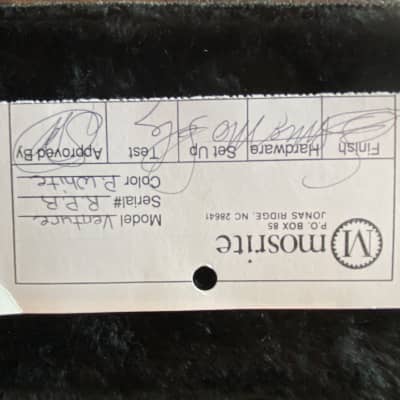 M mosrite
P.O. BOX 85
JONAS RIDGE, NC 28641
Model Venture
Serial# R.P.B.
Color P. White
Finish Hardware Set Up Test Approved By